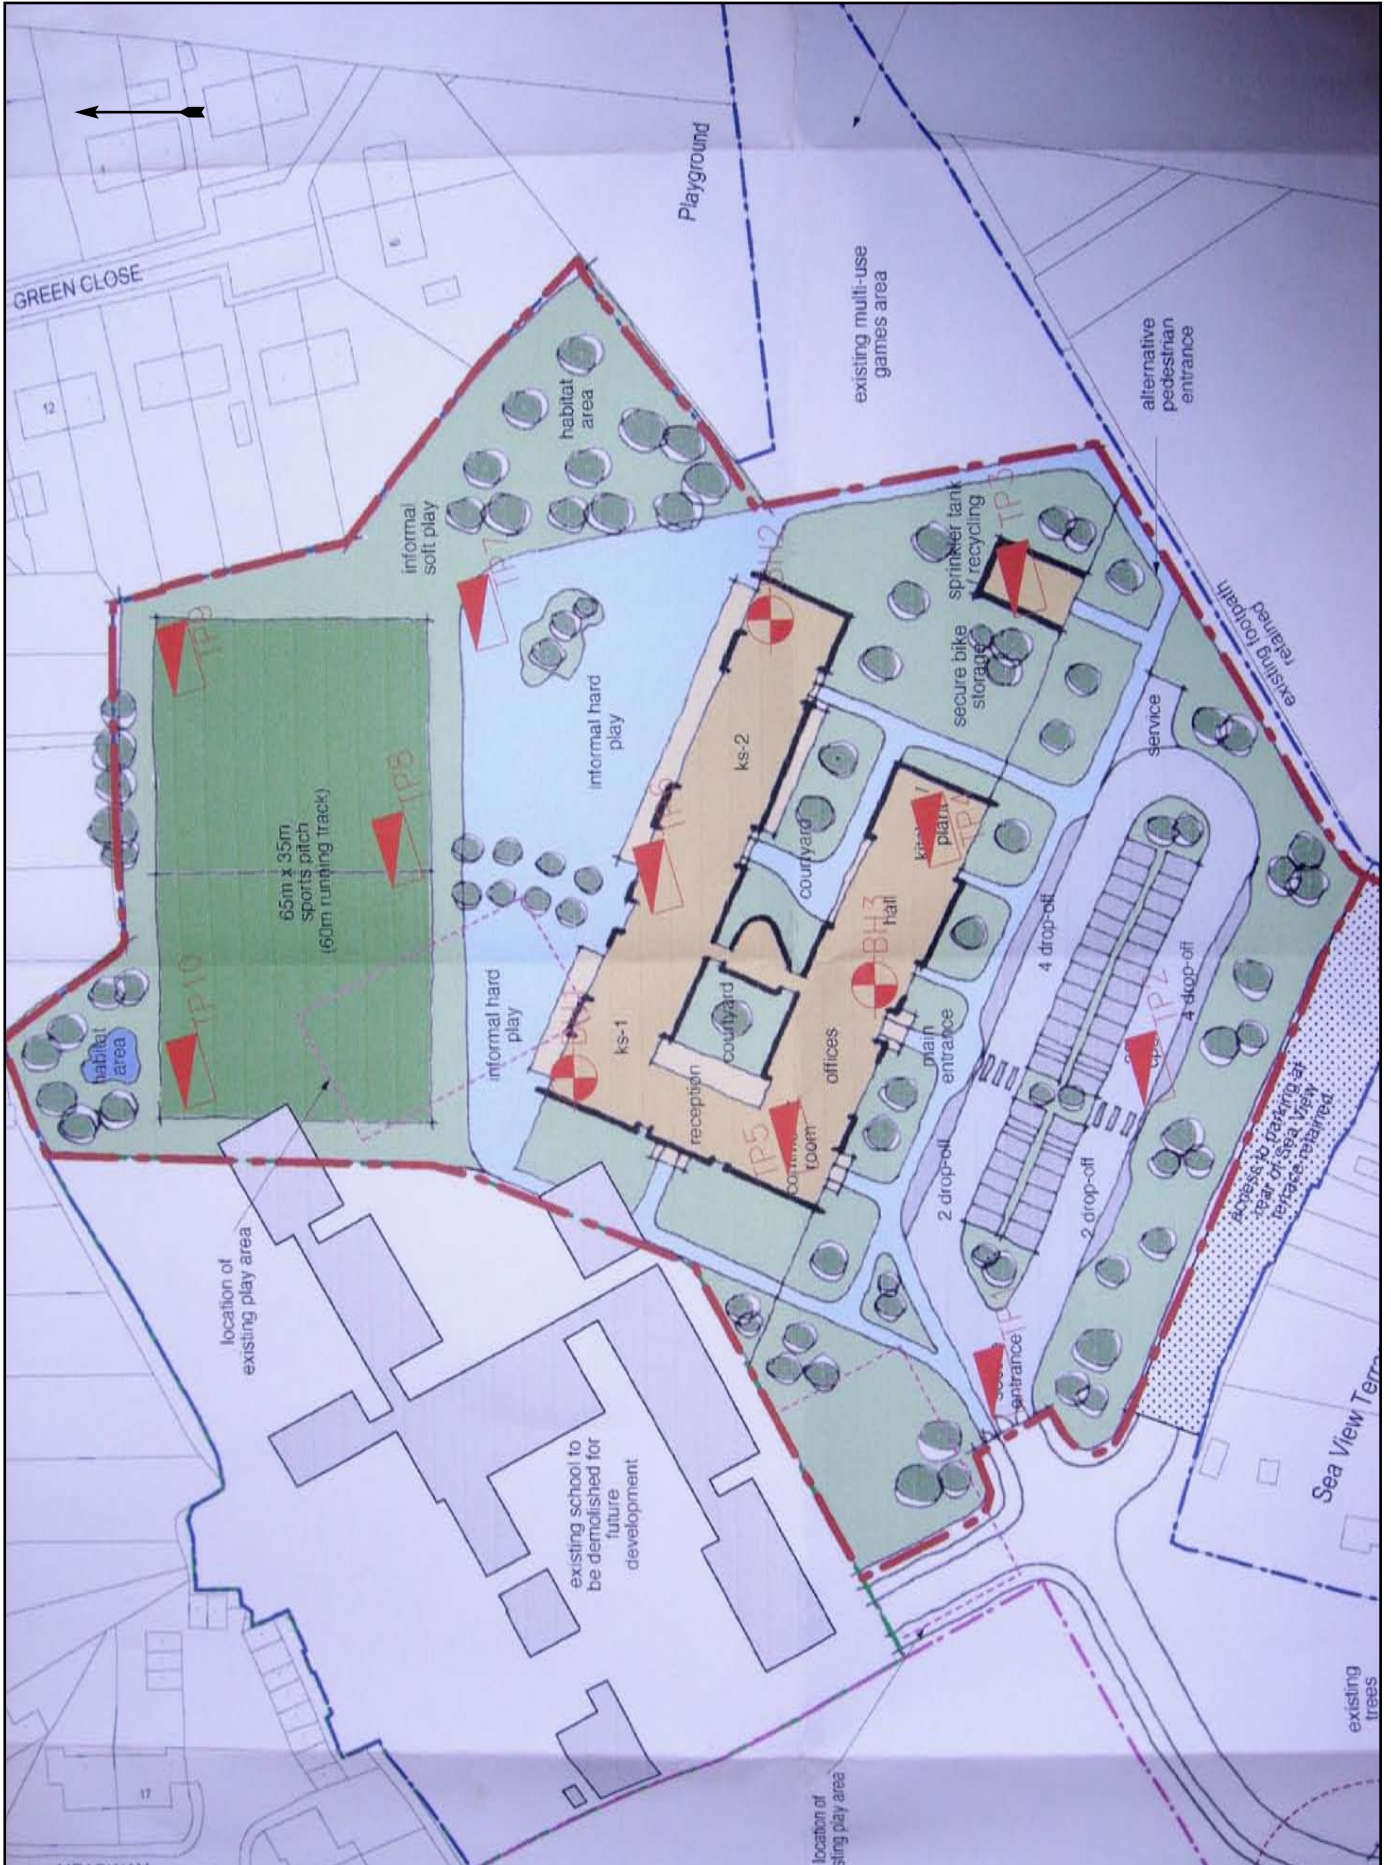 GREEN CLOSE
12
6
17
Playground
existing multi-use
games area
alternative
pedestrian
entrance
existing footpath
retained
habitat
area
informal
soft play
TP9
TP7
TP8
TP10
65m x 35m
sports pitch
(60m running track)
habitat
area
informal hard
play
informal hard
play
BH2
TP3
sprinkler tank
/ recycling
secure bike
storage
service
ks-2
TP6
courtyard
TP4
BH3
hall
ks-1
courtyard
reception
offices
main
entrance
TP5
room
4 drop-off
4 drop-off
TP2
2 drop-off
2 drop-off
entrance
access to parking at
rear of Sea View
terrace retained
location of
existing play area
existing school to
be demolished for
future
development
Sea View Terra
existing
trees
location of
sting play area